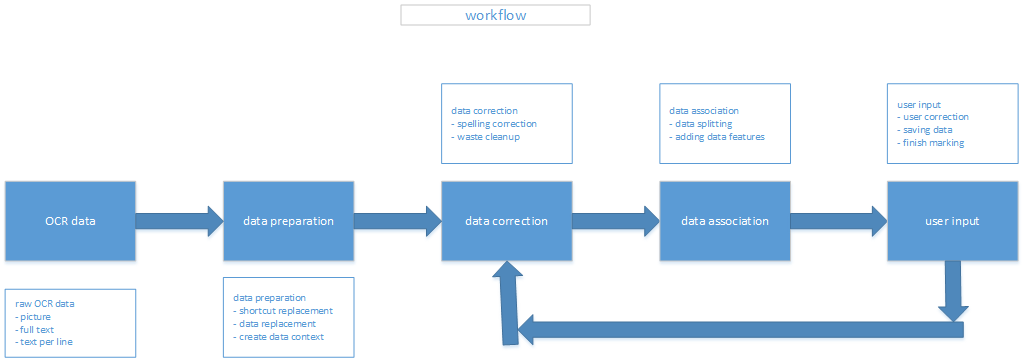 workflow
data correction
- spelling correction
- waste cleanup
data association
- data splitting
- adding data features
user input
- user correction
- saving data
- finish marking
OCR data
data preparation
data correction
data association
user input
raw OCR data
- picture
- full text
- text per line
data preparation
- shortcut replacement
- data replacement
- create data context